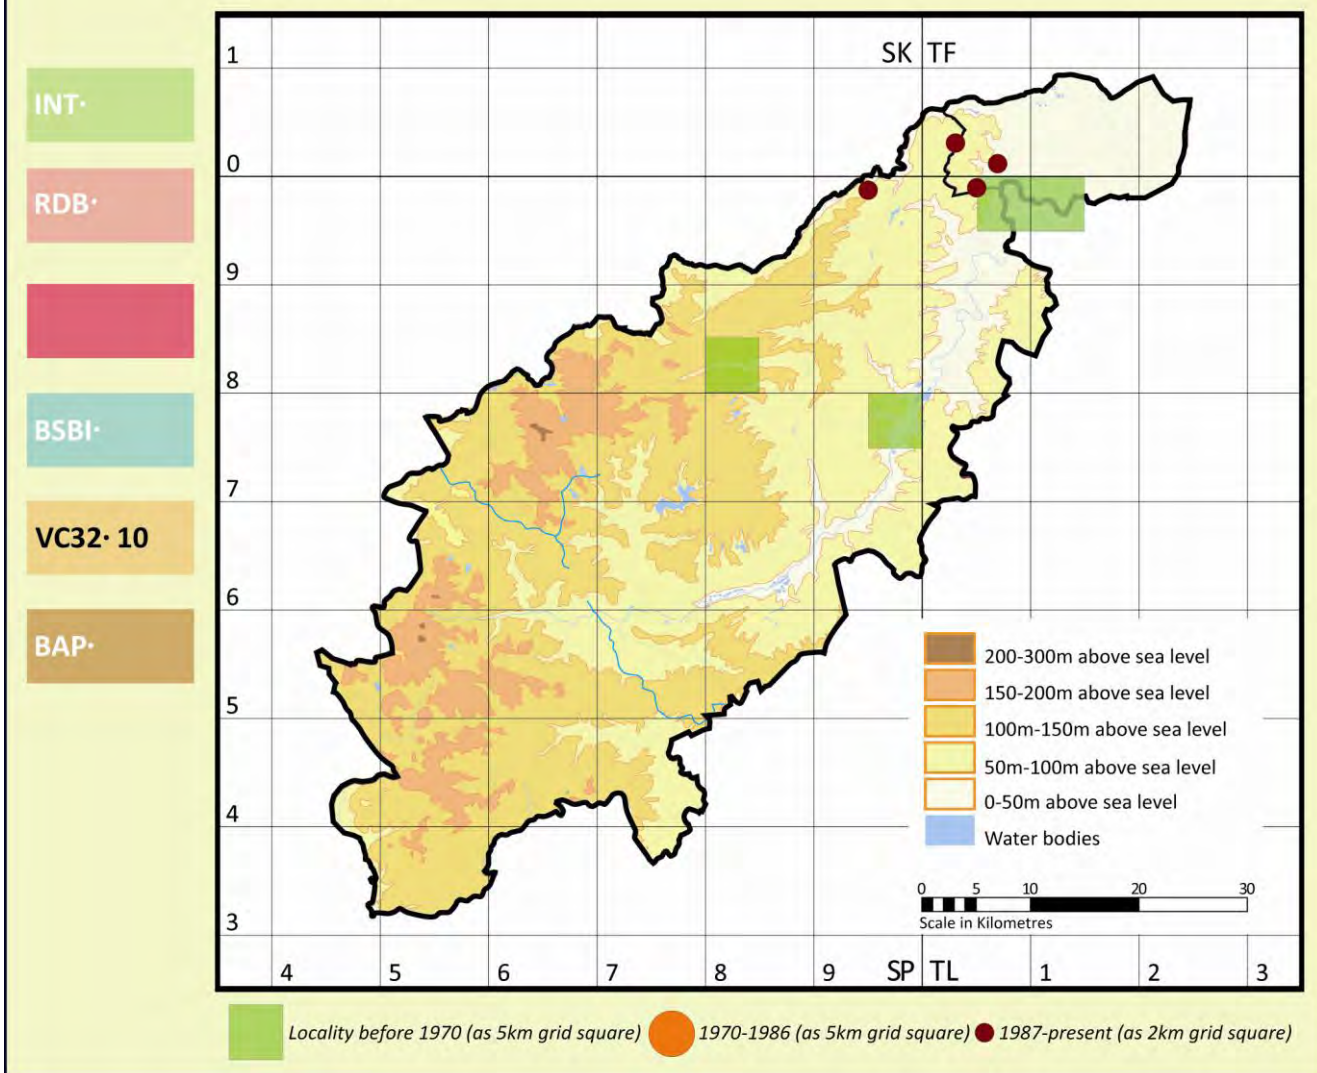 INT·
RDB·
BSBI·
VC32· 10
BAP·
SK TF
1
0
9
8
7
6
5
4
3
200-300m above sea level
150-200m above sea level
100m-150m above sea level
50m-100m above sea level
0-50m above sea level
Water bodies
0 5 10 20 30
Scale in Kilometres
4 5 6 7 8 9 SP TL 1 2 3
Locality before 1970 (as 5km grid square) 1970-1986 (as 5km grid square) 1987-present (as 2km grid square)